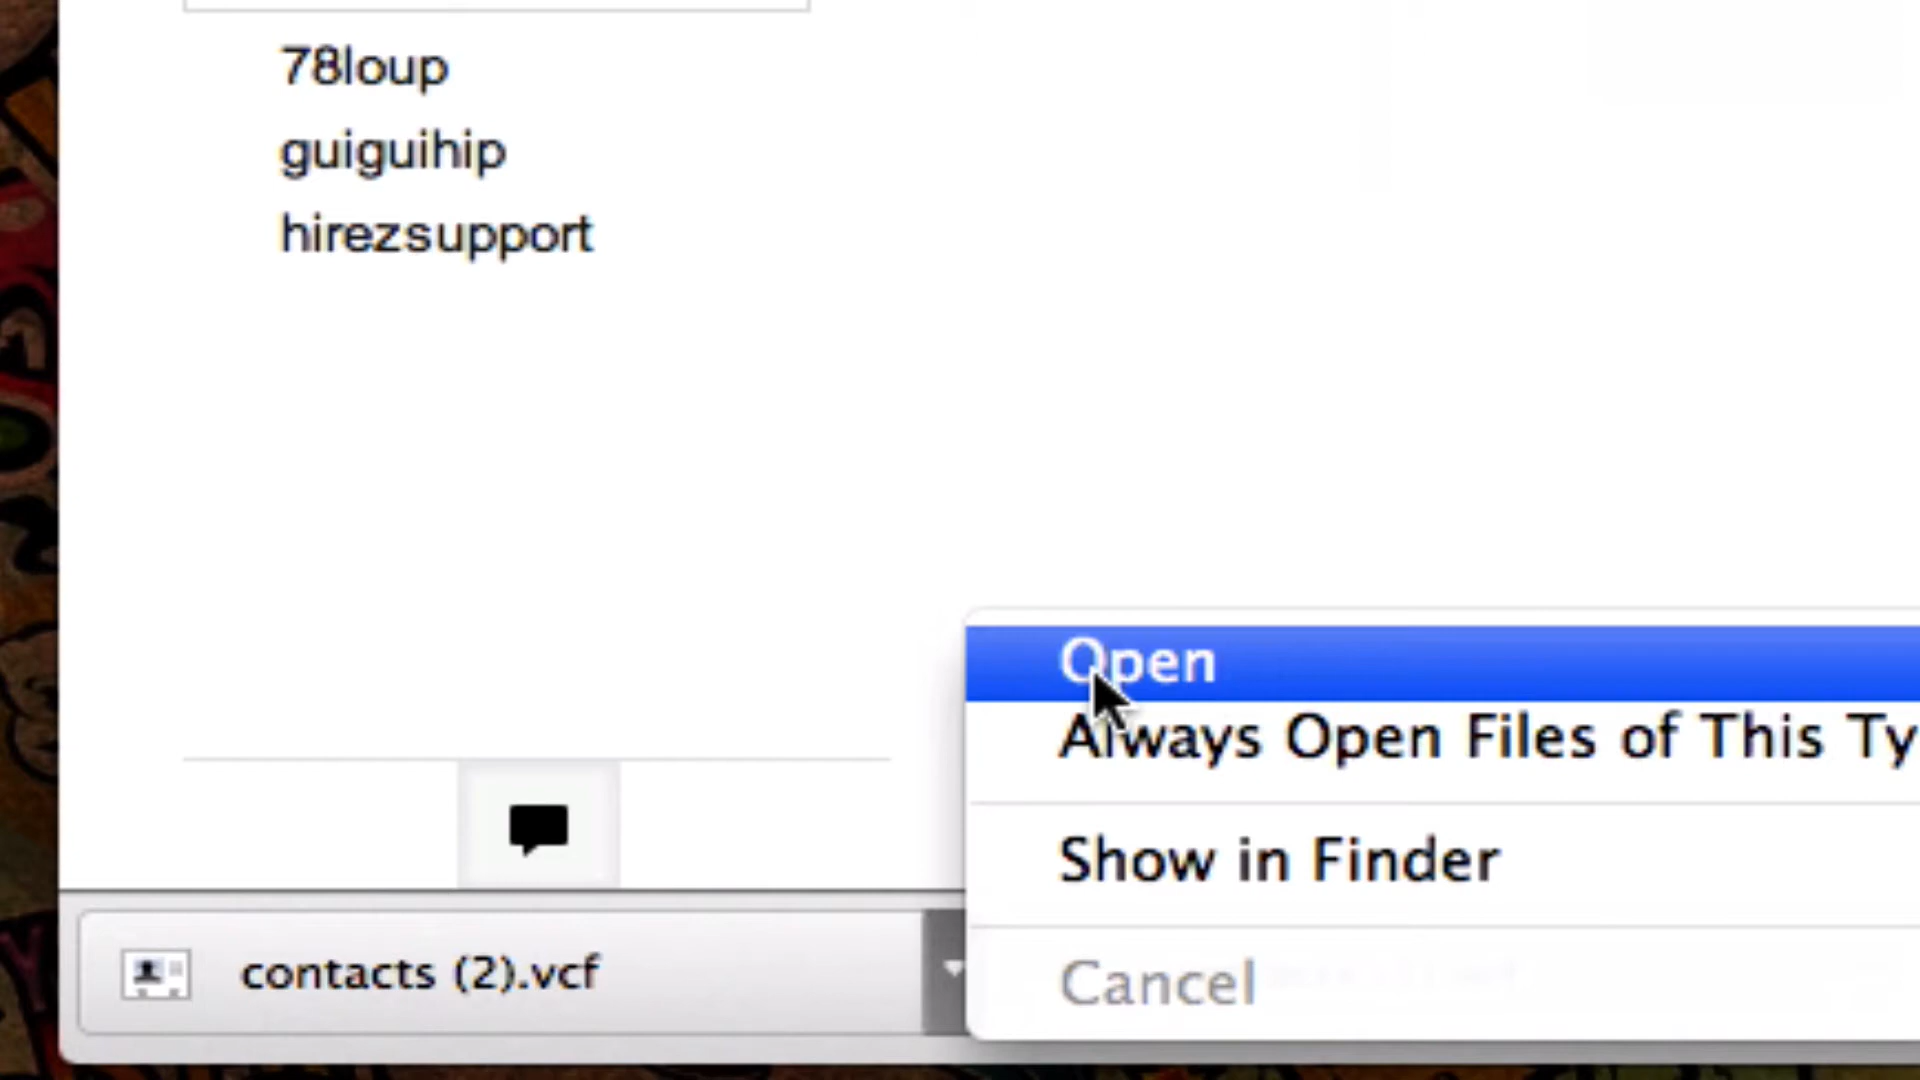 78loup
guiguihip
hirezsupport
Open
Always Open Files of This Ty
Show in Finder
Cancel
contacts (2).vcf